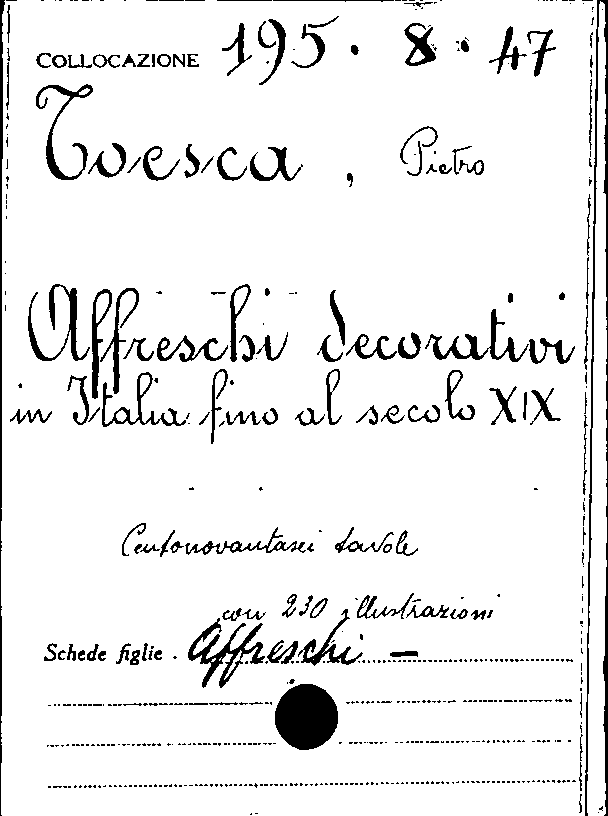 COLLOCAZIONE 195 · 8 · 47
Toesca, Pietro
Affreschi decorativi
in Italia fino al secolo XIX
Centonovantasei tavole
con 230 illustrazioni
Schede figlie . Affreschi —